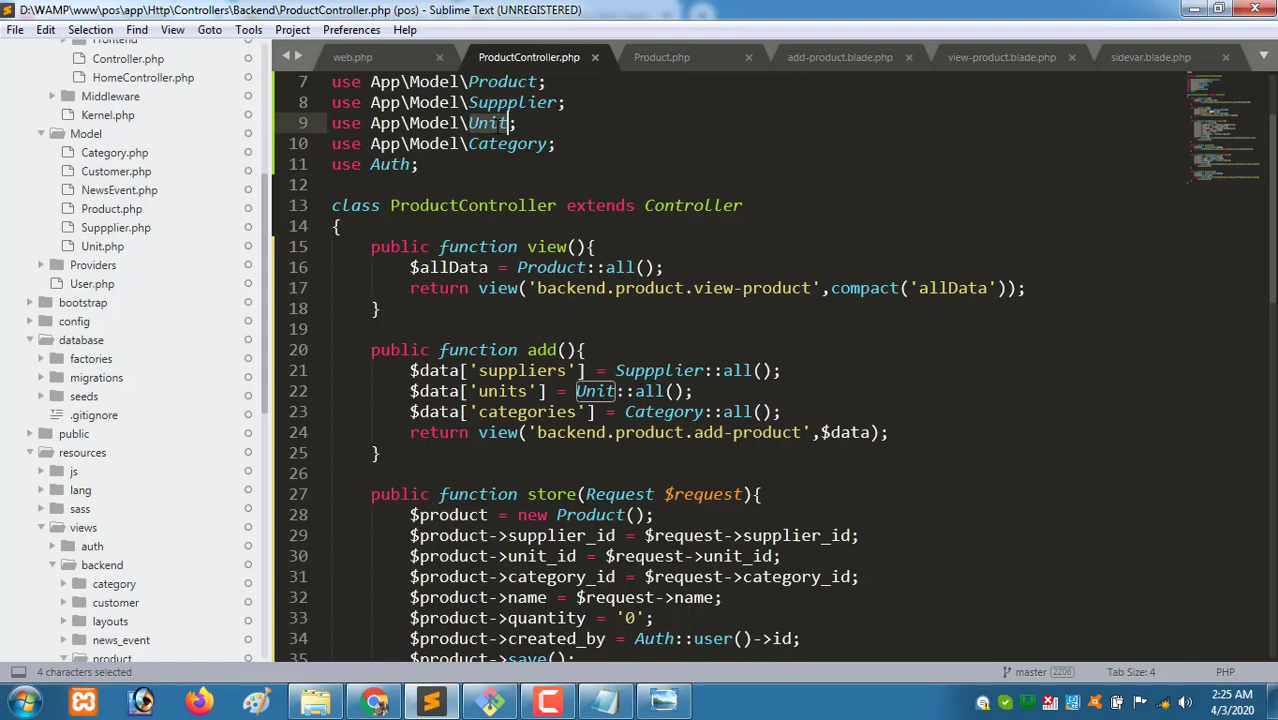 D:\WAMP\www\pos\app\Http\Controllers\Backend\ProductController.php (pos) - Sublime Text (UNREGISTERED)
File Edit Selection Find View Goto Tools Project Preferences Help
web.php ProductController.php Product.php add-product.blade.php view-product.blade.php sidevar.blade.php
Controller.php
HomeController.php
Middleware
Kernel.php
Model
Category.php
Customer.php
NewsEvent.php
Product.php
Suppplier.php
Unit.php
Providers
User.php
bootstrap
config
database
factories
migrations
seeds
.gitignore
public
resources
js
lang
sass
views
auth
backend
category
customer
layouts
news_event
product
7 use App\Model\Product;
8 use App\Model\Suppplier;
9 use App\Model\Unit;
10 use App\Model\Category;
11 use Auth;
12
13 class ProductController extends Controller
14 {
15 public function view(){
16 $allData = Product::all();
17 return view('backend.product.view-product',compact('allData'));
18 }
19
20 public function add(){
21 $data['suppliers'] = Suppplier::all();
22 $data['units'] = Unit::all();
23 $data['categories'] = Category::all();
24 return view('backend.product.add-product',$data);
25 }
26
27 public function store(Request $request){
28 $product = new Product();
29 $product->supplier_id = $request->supplier_id;
30 $product->unit_id = $request->unit_id;
31 $product->category_id = $request->category_id;
32 $product->name = $request->name;
33 $product->quantity = '0';
34 $product->created_by = Auth::user()->id;
35 $product->save();
4 characters selected master 2206 Tab Size: 4 PHP
2:25 AM
4/3/2020